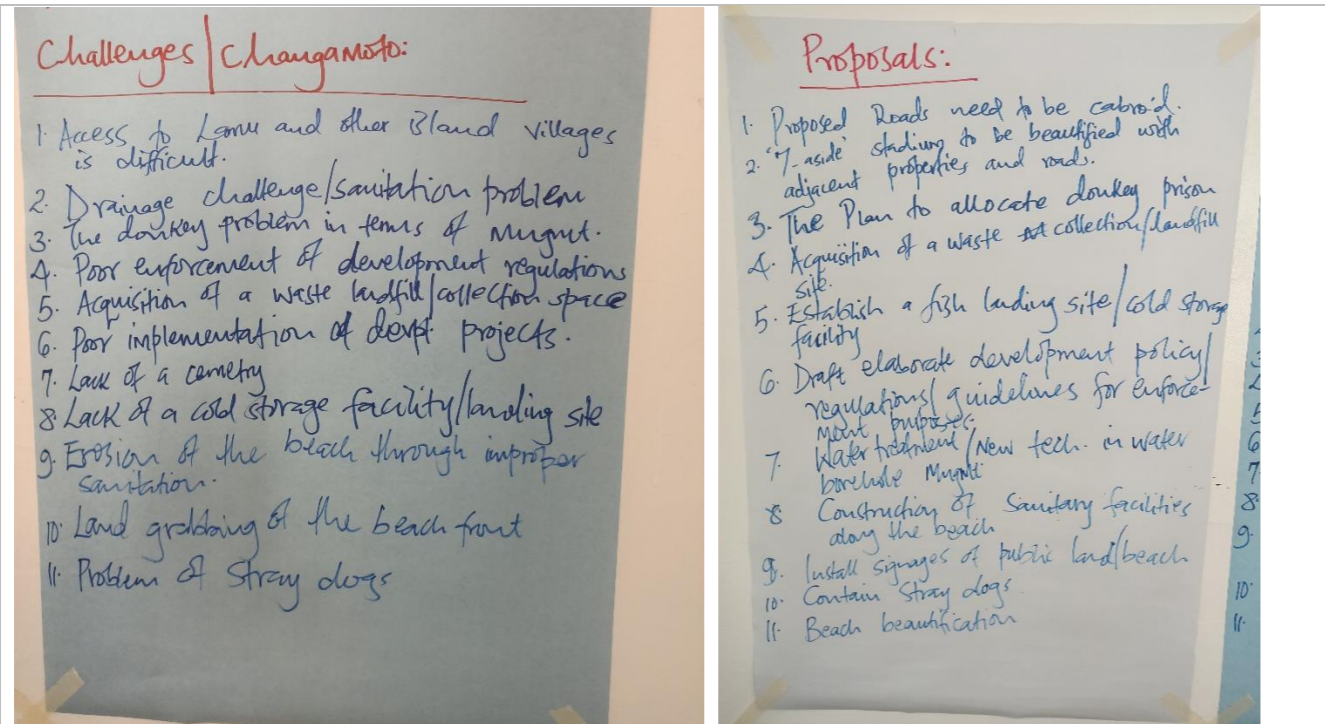 Challenges | Changamoto:
1. Access to Lamu and other Island villages
is difficult.
2. Drainage challenge/sanitation problem
3. The donkey problem in terms of Mngmt.
4. Poor enforcement of development regulations
5. Acquisition of a waste landfill/collection space
6. Poor implementation of devpt projects.
7. Lack of a cemetry
8. Lack of a cold storage facility/landing site
9. Erosion of the beach through improper
sanitation.
10. Land grabbing of the beach front
11. Problem of Stray dogs
Proposals:
1. Proposed Roads need to be cabro'd.
2. '7-aside' stadium to be beautified with
adjacent properties and roads.
3. The Plan to allocate donkey prison
4. Acquisition of a waste collection/landfill
site.
5. Establish a fish landing site/cold storage
facility
6. Draft elaborate development policy/
regulations/guidelines for enforce-
ment purposes.
7. Water treatment/New tech. in water
borehole Mngmt
8 Construction of Sanitary facilities
along the beach
9. Install signages of public land/beach
10. Contain Stray dogs
11. Beach beautification
5
6
7
8
9.
10.
11.